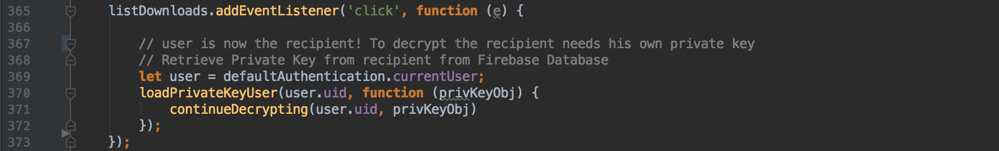 365 listDownloads.addEventListener('click', function (e) {
366
367 // user is now the recipient! To decrypt the recipient needs his own private key
368 // Retrieve Private Key from recipient from Firebase Database
369 let user = defaultAuthentication.currentUser;
370 loadPrivateKeyUser(user.uid, function (privKeyObj) {
371 continueDecrypting(user.uid, privKeyObj)
372 });
373 });